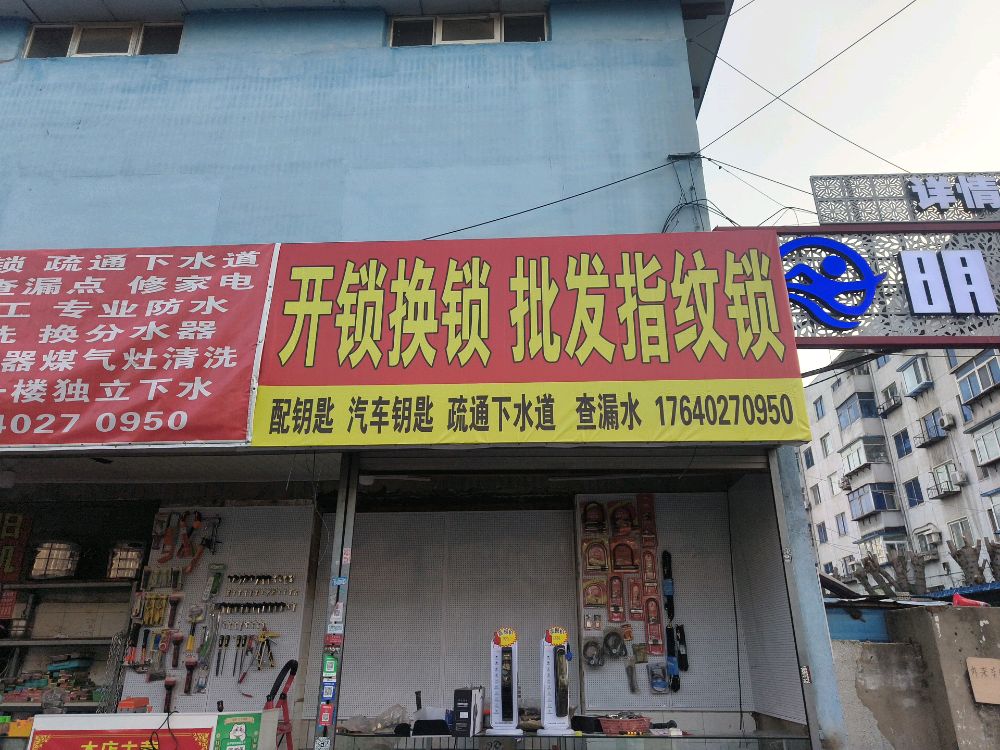 锁 疏通下水道
查漏点 修家电
工 专业防水
洗 换分水器
器煤气灶清洗
一楼独立下水
4027 0950
开锁换锁 批发指纹锁
配钥匙 汽车钥匙 疏通下水道 查漏水 17640270950
详情
明